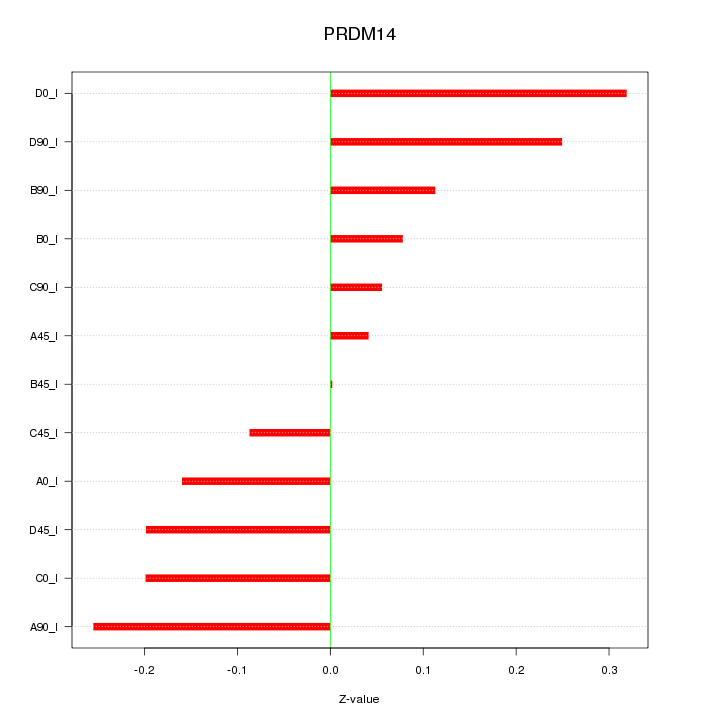 PRDM14
D0_I
D90_I
B90_I
B0_I
C90_I
A45_I
B45_I
C45_I
A0_I
D45_I
C0_I
A90_I
-0.2 -0.1 0.0 0.1 0.2 0.3
Z-value